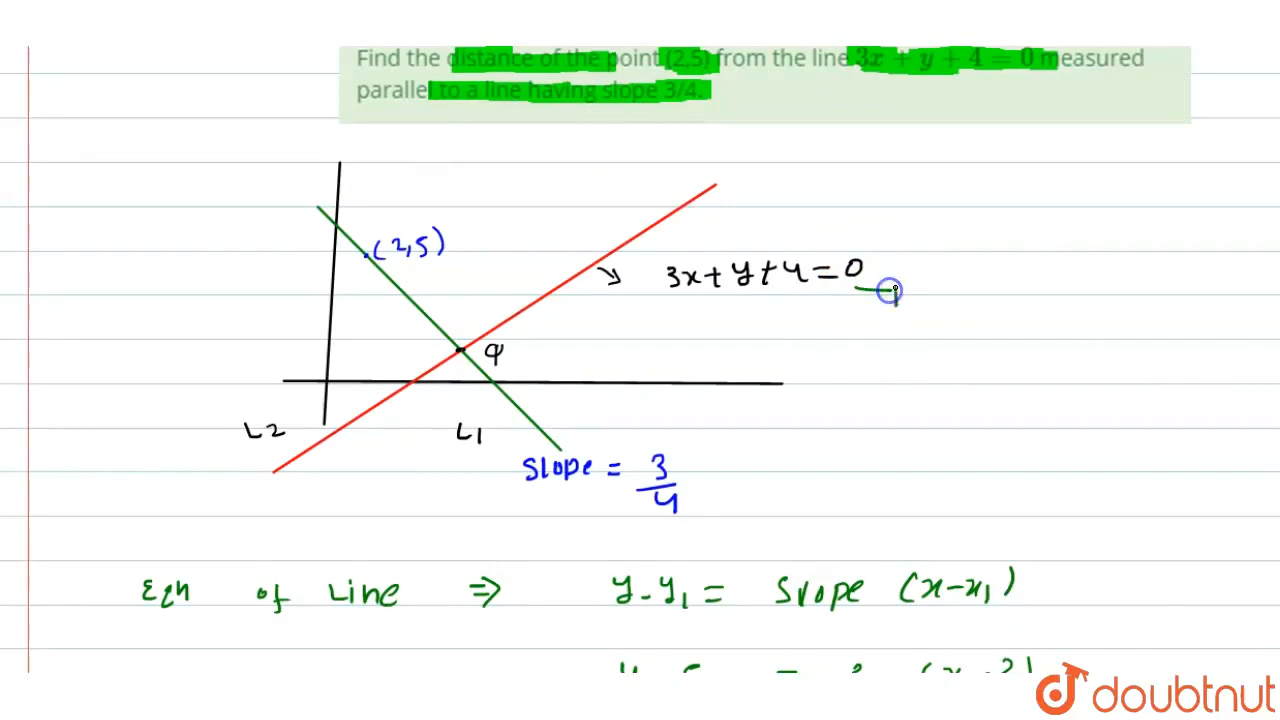 Find the distance of the point (2,5) from the line 3x + y + 4 = 0 measured
parallel to a line having slope 3/4.
(2,5)
3x + y + 4 = 0
φ
L2
L1
Slope = 3/4
Eqn of Line ⇒ y - y₁ = Slope (x - x₁)
doubtnut